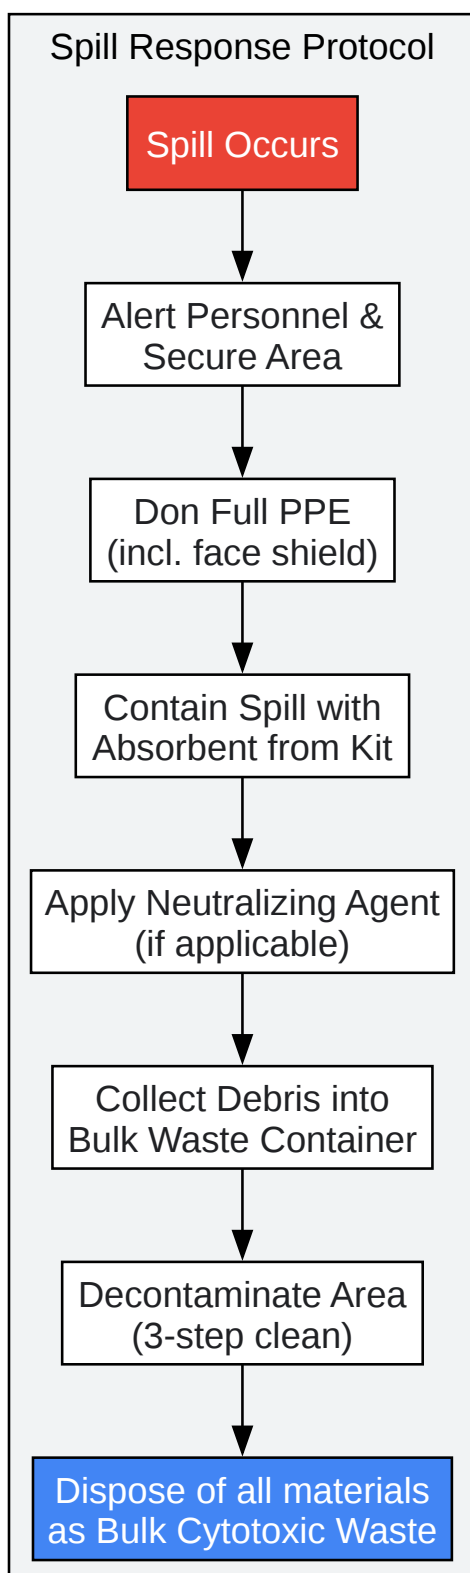 Spill Response Protocol
Spill Occurs
Alert Personnel &
Secure Area
Don Full PPE
(incl. face shield)
Contain Spill with
Absorbent from Kit
Apply Neutralizing Agent
(if applicable)
Collect Debris into
Bulk Waste Container
Decontaminate Area
(3-step clean)
Dispose of all materials
as Bulk Cytotoxic Waste